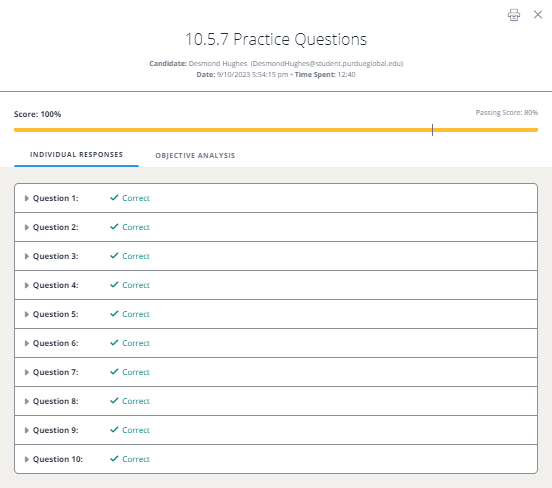 10.5.7 Practice Questions
Candidate: Desmond Hughes (DesmondHughes@student.purdueglobal.edu)
Date: 9/10/2023 5:54:15 pm • Time Spent: 12:40
Score: 100%
Passing Score: 80%
INDIVIDUAL RESPONSES
OBJECTIVE ANALYSIS
Question 1: Correct
Question 2: Correct
Question 3: Correct
Question 4: Correct
Question 5: Correct
Question 6: Correct
Question 7: Correct
Question 8: Correct
Question 9: Correct
Question 10: Correct